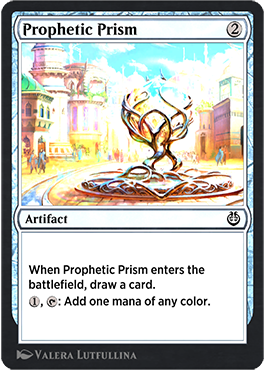 Prophetic Prism 2
Artifact
When Prophetic Prism enters the
battlefield, draw a card.
1, T: Add one mana of any color.
Valera Lutfullina